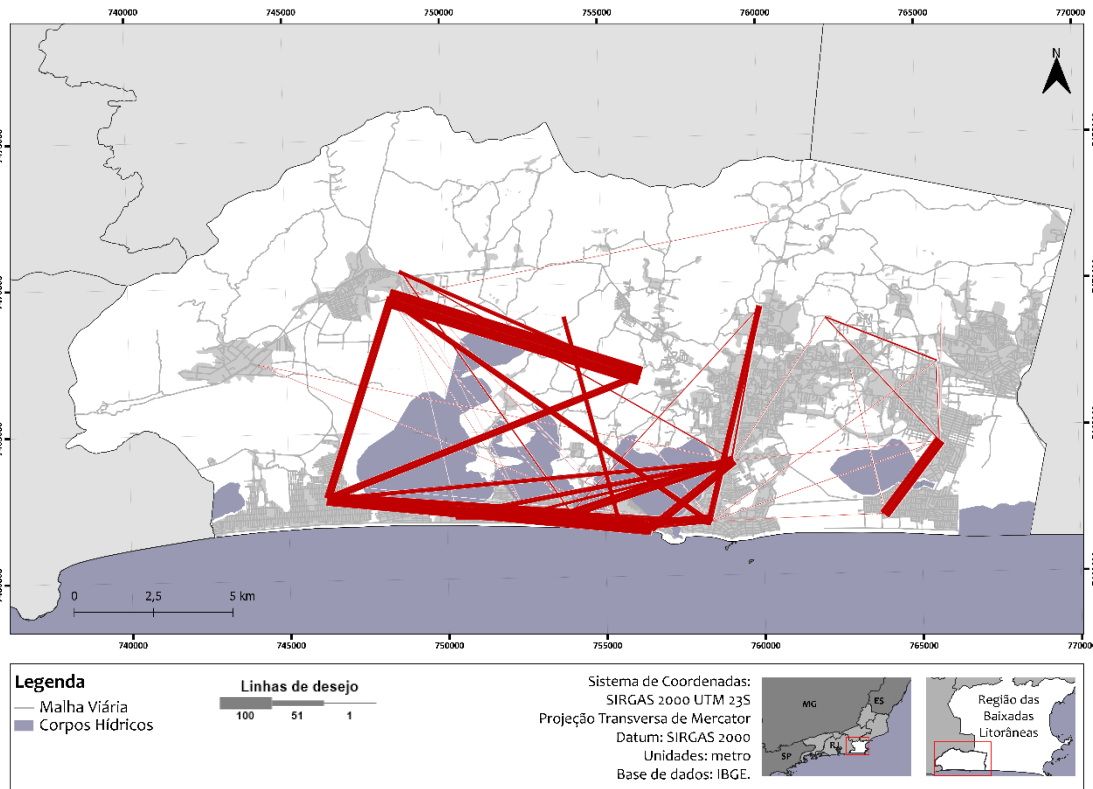 740000 745000 750000 755000 760000 765000 770000
N
0 2,5 5 km
740000 745000 750000 755000 760000 765000 770000
Legenda
Malha Viária
Corpos Hídricos
Linhas de desejo
100 51 1
Sistema de Coordenadas:
SIRGAS 2000 UTM 23S
Projeção Transversa de Mercator
Datum: SIRGAS 2000
Unidades: metro
Base de dados: IBGE.
MG
ES
RJ
SP
Região das
Baixadas
Litorâneas